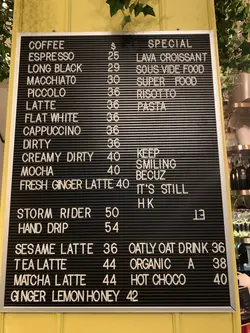 COFFEE $
ESPRESSO 25
LONG BLACK 29
MACCHIATO 30
PICCOLO 36
LATTE 36
FLAT WHITE 36
CAPPUCCINO 36
DIRTY 36
CREAMY DIRTY 40
MOCHA 40
FRESH GINGER LATTE 40
STORM RIDER 50
HAND DRIP 54
SESAME LATTE 36
TEA LATTE 44
MATCHA LATTE 44
GINGER LEMON HONEY 42
SPECIAL
LAVA CROISSANT
SOUS VIDE FOOD
SUPER FOOD
RISOTTO
PASTA
KEEP
SMILING
BECUZ
IT'S STILL
HK
OATLY OAT DRINK 36
ORGANIC A 38
HOT CHOCO 40